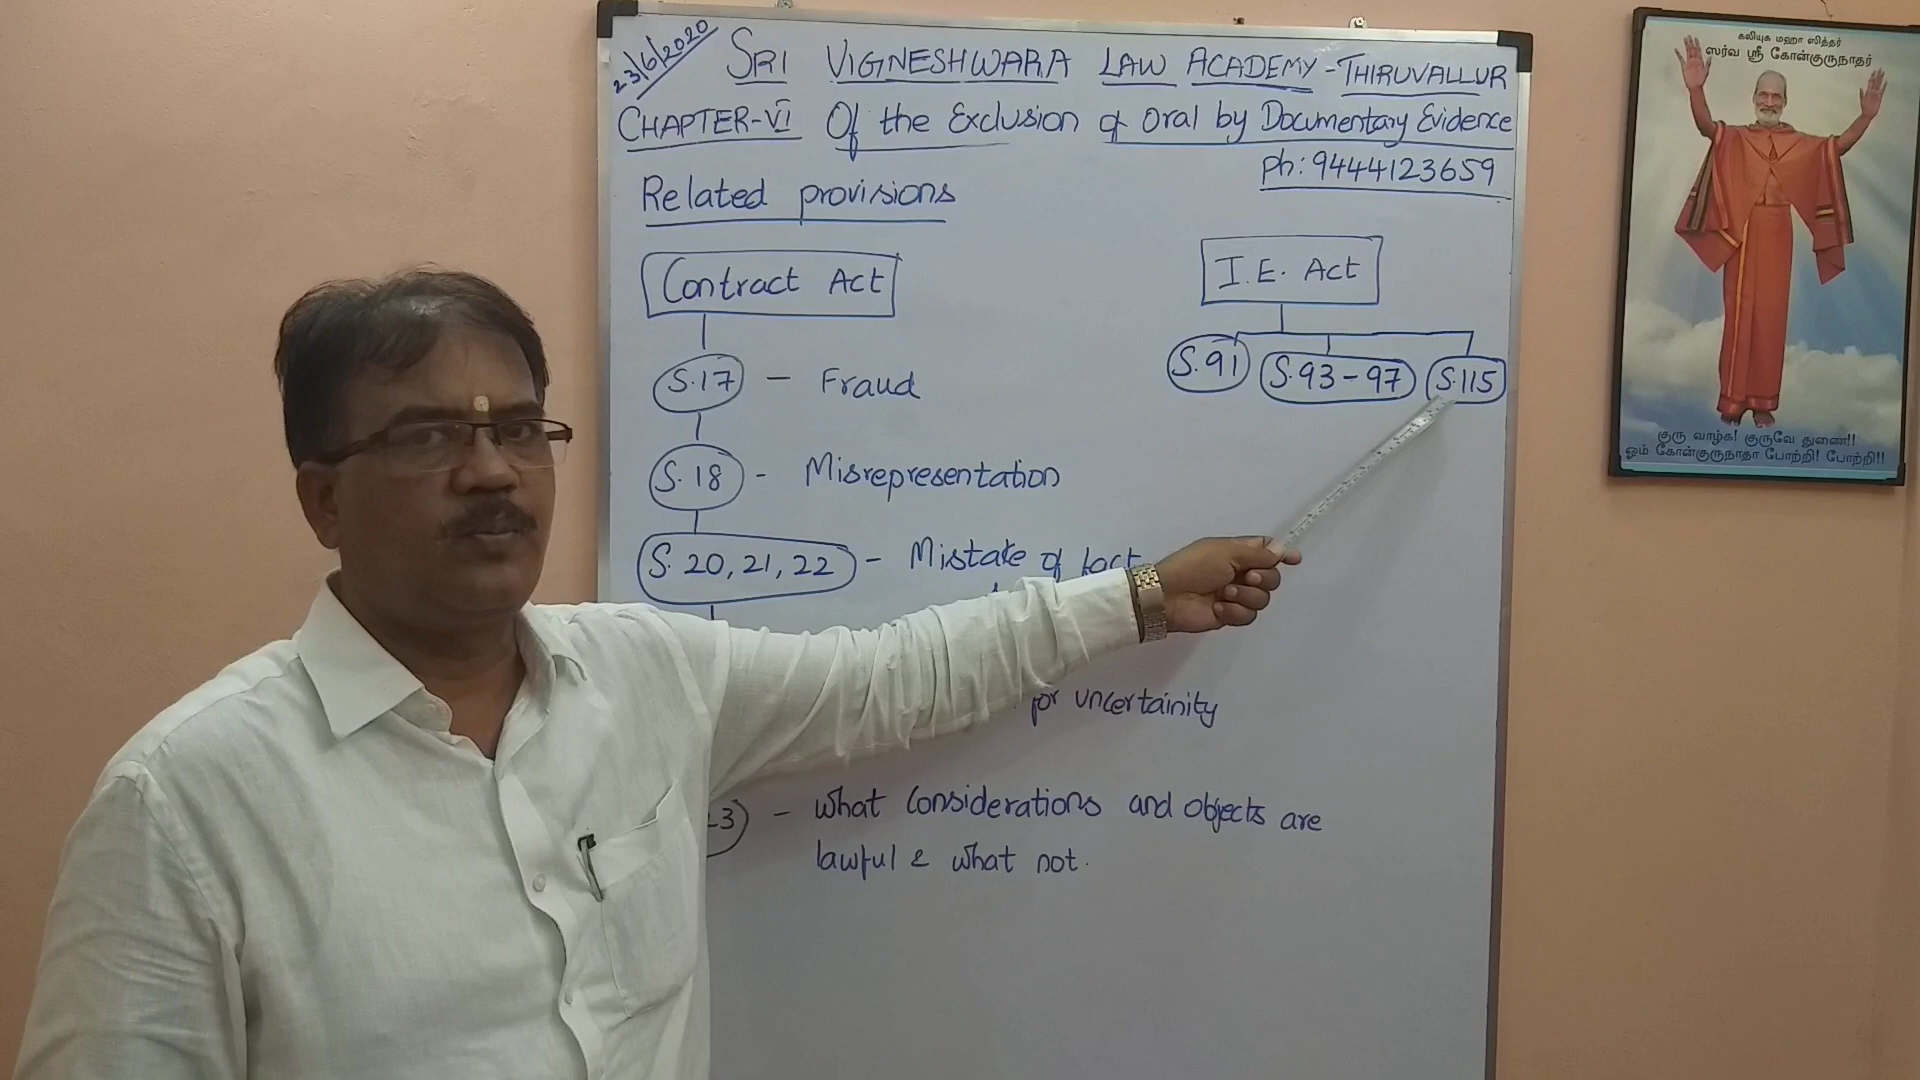 23/6/2020
SRI VIGNESHWARA LAW ACADEMY - THIRUVALLUR
CHAPTER-VI Of the Exclusion of Oral by Documentary Evidence
Ph: 9444123659
Related provisions
Contract Act
S.17 - Fraud
S.18 - Misrepresentation
S. 20, 21, 22 - Mistake of fact
for uncertainity
23 - What Considerations and objects are
lawful & what not.
I.E. Act
S.91 S.93-97 S.115
கலியுக மஹா ஸித்தர்
ஸர்வ ஸ்ரீ கோன்குருநாதர்
குரு வாழ்க! குருவே துணை!!
ஓம் கோன்குருநாதா போற்றி! போற்றி!!